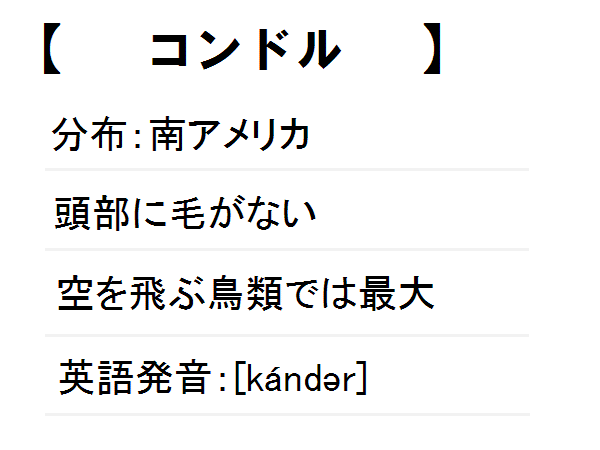 【　コンドル　】
分布：南アメリカ
頭部に毛がない
空を飛ぶ鳥類では最大
英語発音：[kándər]